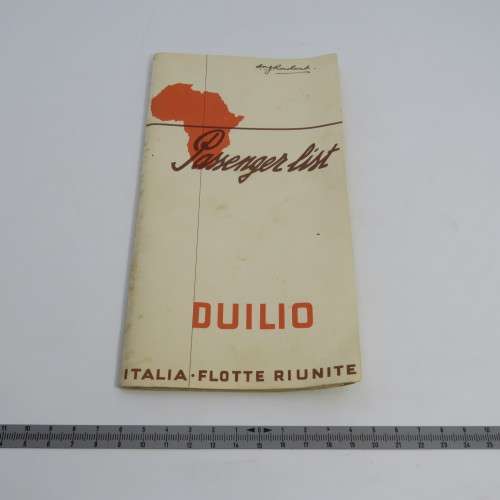 Passenger list
DUILIO
ITALIA · FLOTTE RIUNITE